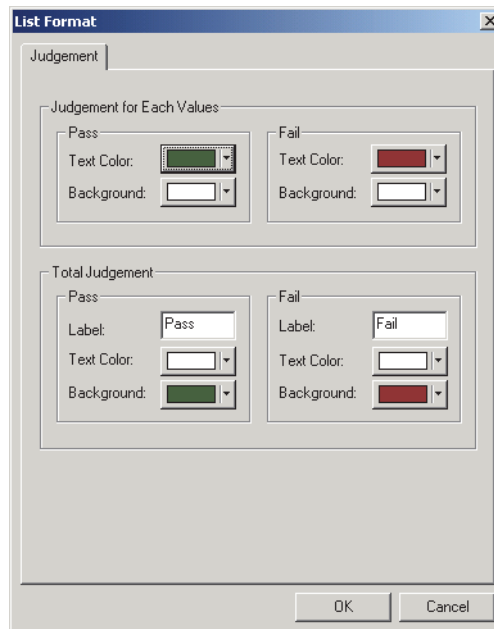 List Format
Judgement
Judgement for Each Values
Pass
Text Color:
Background:
Fail
Text Color:
Background:
Total Judgement
Pass
Label: Pass
Text Color:
Background:
Fail
Label: Fail
Text Color:
Background:
OK
Cancel